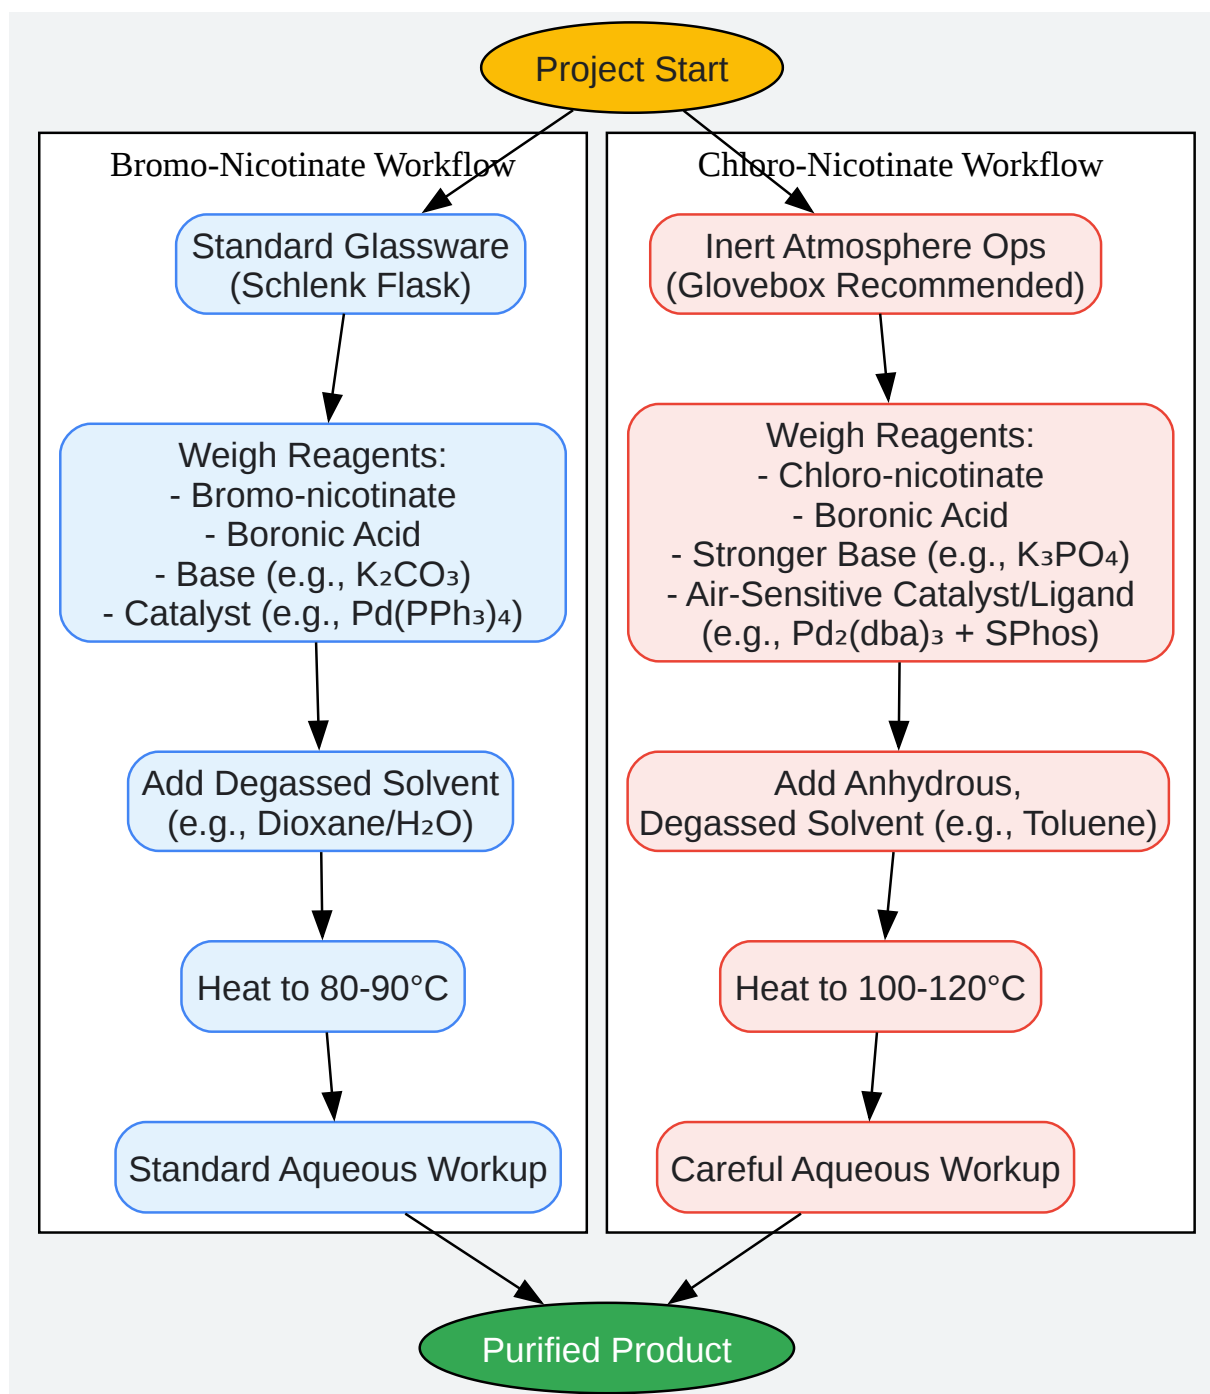 Project Start
Bromo-Nicotinate Workflow
Standard Glassware
(Schlenk Flask)
Weigh Reagents:
- Bromo-nicotinate
- Boronic Acid
- Base (e.g., K₂CO₃)
- Catalyst (e.g., Pd(PPh₃)₄)
Add Degassed Solvent
(e.g., Dioxane/H₂O)
Heat to 80-90°C
Standard Aqueous Workup
Chloro-Nicotinate Workflow
Inert Atmosphere Ops
(Glovebox Recommended)
Weigh Reagents:
- Chloro-nicotinate
- Boronic Acid
- Stronger Base (e.g., K₃PO₄)
- Air-Sensitive Catalyst/Ligand
(e.g., Pd₂(dba)₃ + SPhos)
Add Anhydrous,
Degassed Solvent (e.g., Toluene)
Heat to 100-120°C
Careful Aqueous Workup
Purified Product